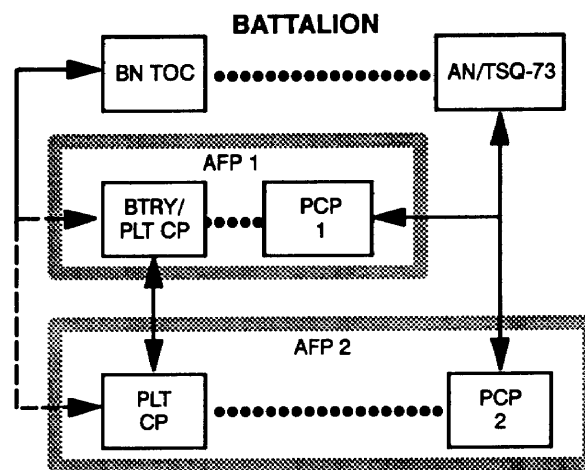 BATTALION
BN TOC
AN/TSQ-73
AFP 1
BTRY/
PLT CP
PCP
1
AFP 2
PLT
CP
PCP
2